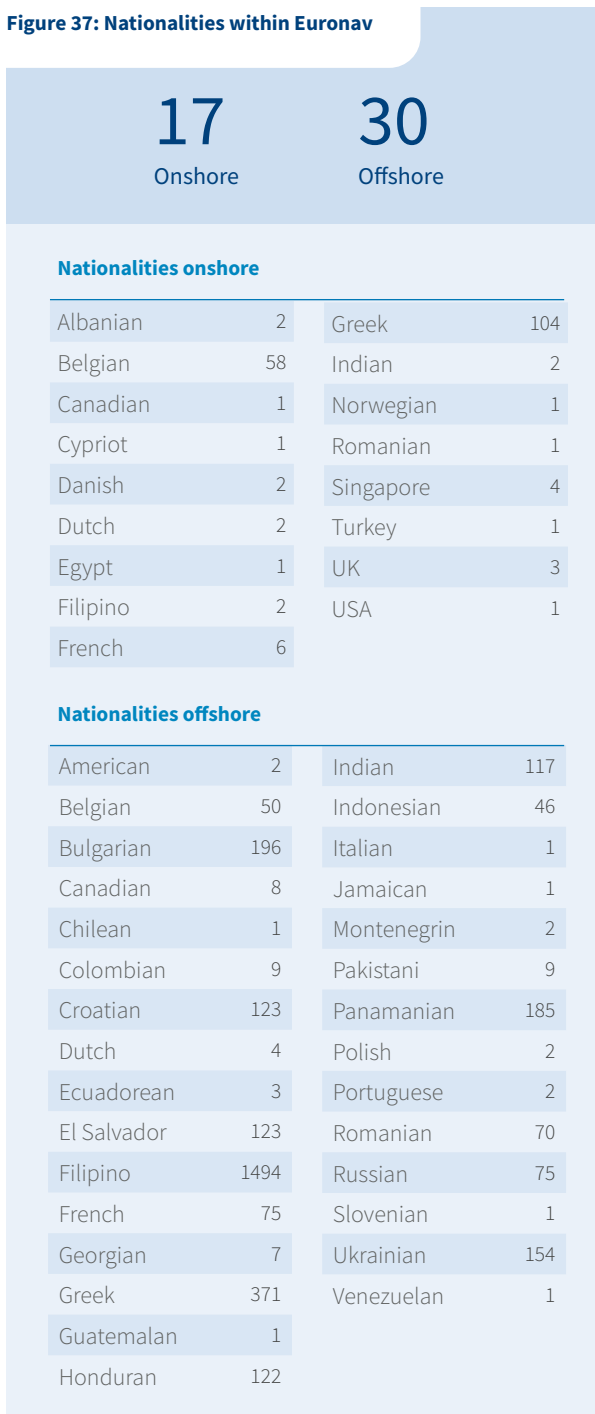 Figure 37: Nationalities within Euronav
17 30
Onshore Offshore
Nationalities onshore
Albanian 2
Belgian 58
Canadian 1
Cypriot 1
Danish 2
Dutch 2
Egypt 1
Filipino 2
French 6
Greek 104
Indian 2
Norwegian 1
Romanian 1
Singapore 4
Turkey 1
UK 3
USA 1
Nationalities offshore
American 2
Belgian 50
Bulgarian 196
Canadian 8
Chilean 1
Colombian 9
Croatian 123
Dutch 4
Ecuadorean 3
El Salvador 123
Filipino 1494
French 75
Georgian 7
Greek 371
Guatemalan 1
Honduran 122
Indian 117
Indonesian 46
Italian 1
Jamaican 1
Montenegrin 2
Pakistani 9
Panamanian 185
Polish 2
Portuguese 2
Romanian 70
Russian 75
Slovenian 1
Ukrainian 154
Venezuelan 1